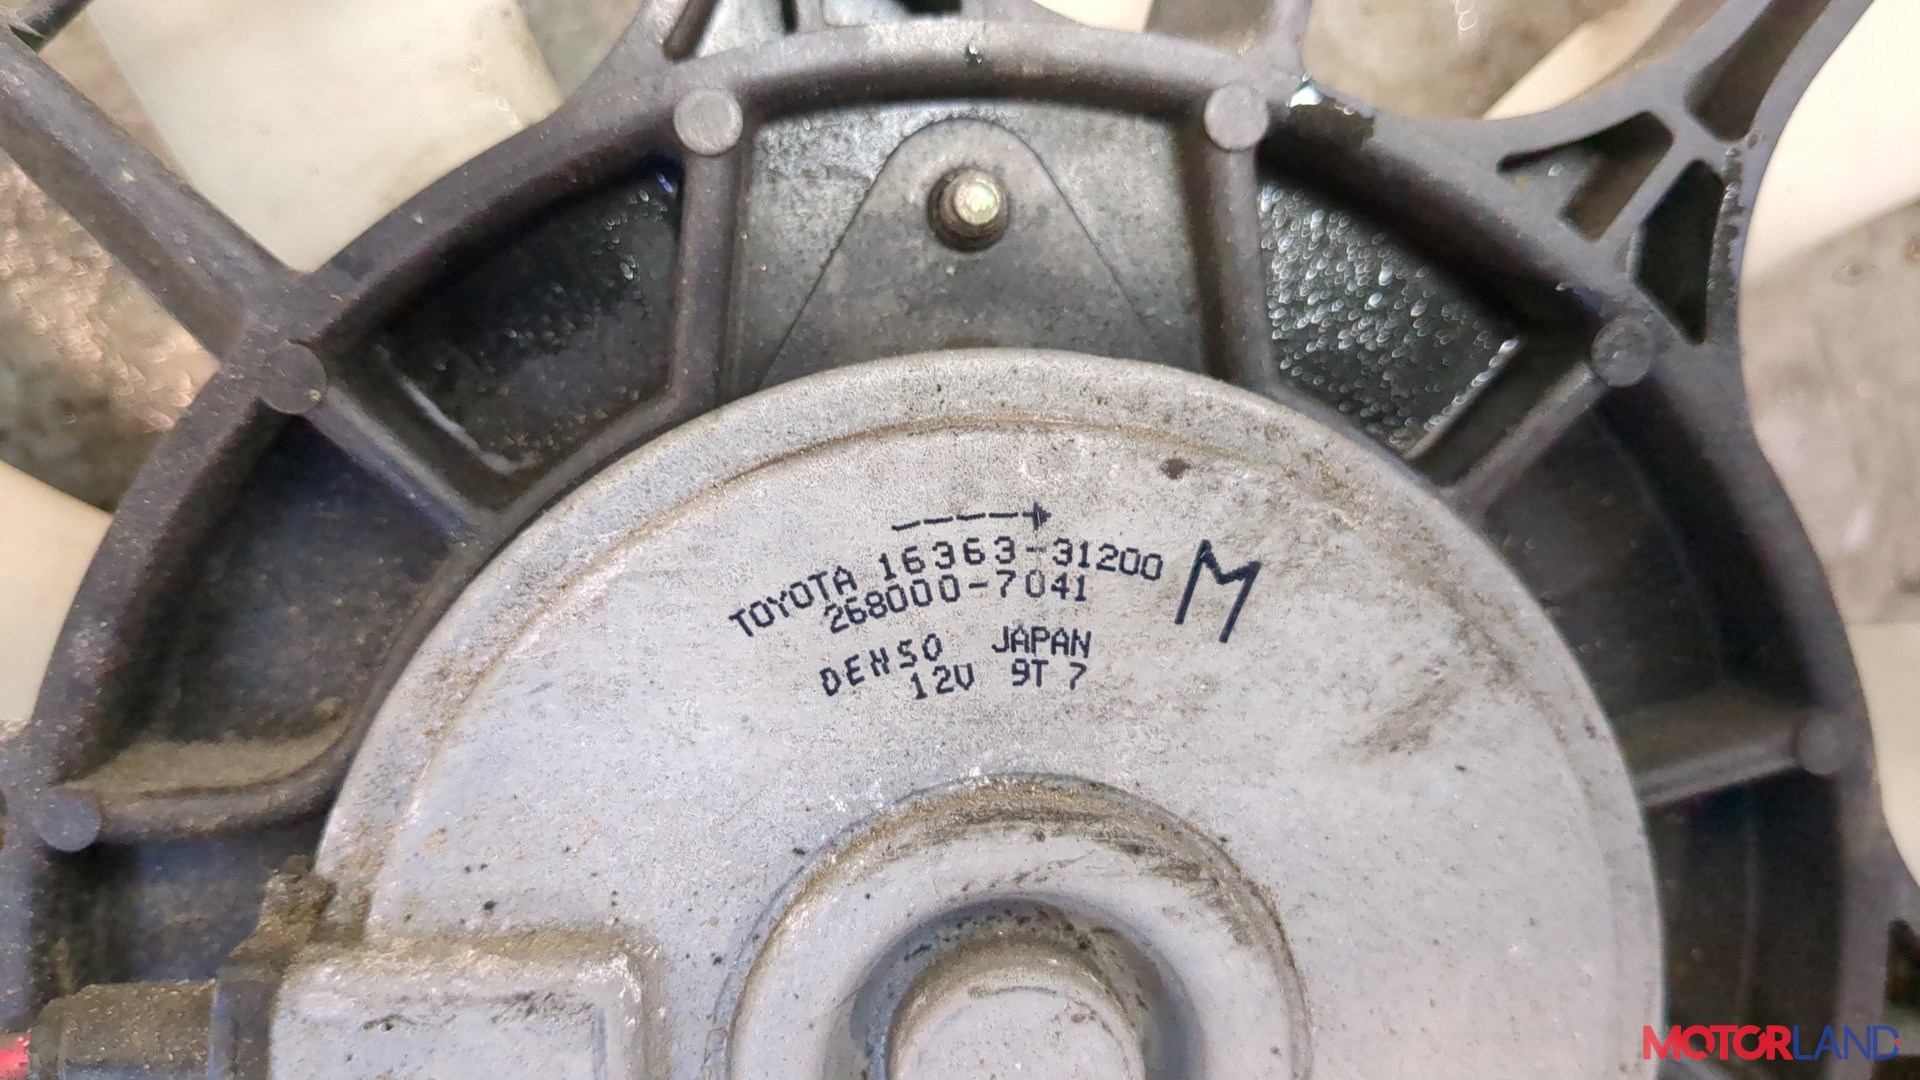 TOYOTA 16363-31200 M
268000-7041
DENSO JAPAN
12V 9T 7
MOTORLAND